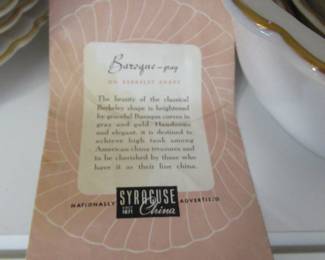 Baroque - gray
ON BERKELEY SHAPE
The beauty of the classical
Berkeley shape is heightened
by graceful Baroque curves in
gray and gold. Handsome
and elegant, it is destined to
achieve high rank among
American china treasures and
to be cherished by those who
have it as their fine china.
NATIONALLY SYRACUSE ADVERTISED
SINCE 1871 China